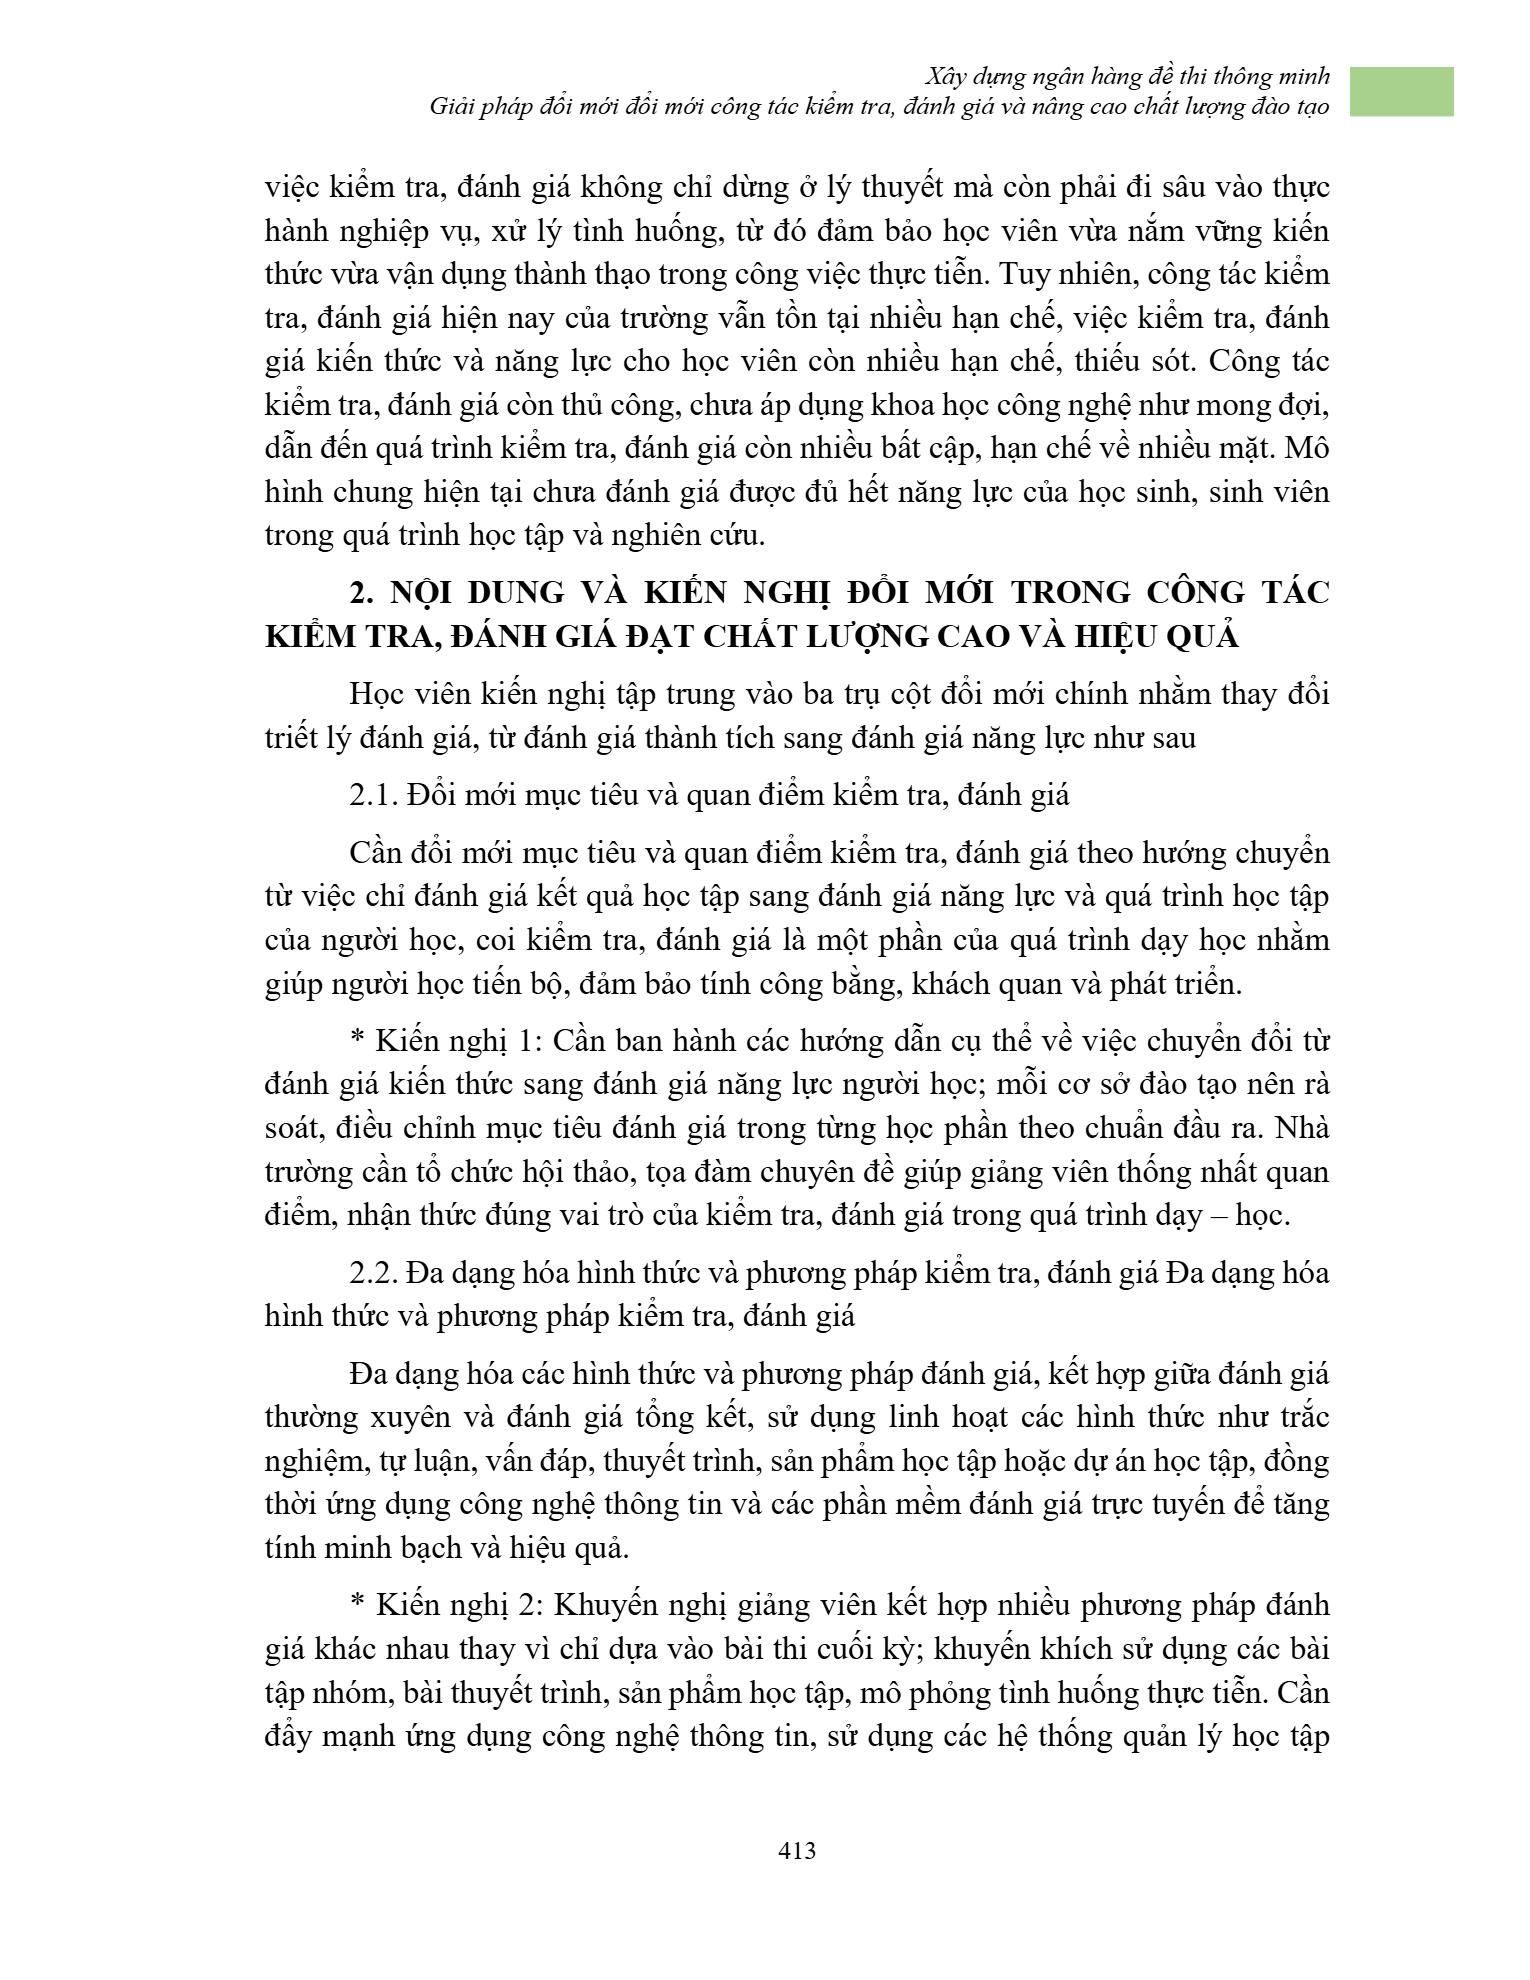 Xây dựng ngân hàng đề thi thông minh
Giải pháp đổi mới đổi mới công tác kiểm tra, đánh giá và nâng cao chất lượng đào tạo
việc kiểm tra, đánh giá không chỉ dừng ở lý thuyết mà còn phải đi sâu vào thực
hành nghiệp vụ, xử lý tình huống, từ đó đảm bảo học viên vừa nắm vững kiến
thức vừa vận dụng thành thạo trong công việc thực tiễn. Tuy nhiên, công tác kiểm
tra, đánh giá hiện nay của trường vẫn tồn tại nhiều hạn chế, việc kiểm tra, đánh
giá kiến thức và năng lực cho học viên còn nhiều hạn chế, thiếu sót. Công tác
kiểm tra, đánh giá còn thủ công, chưa áp dụng khoa học công nghệ như mong đợi,
dẫn đến quá trình kiểm tra, đánh giá còn nhiều bất cập, hạn chế về nhiều mặt. Mô
hình chung hiện tại chưa đánh giá được đủ hết năng lực của học sinh, sinh viên
trong quá trình học tập và nghiên cứu.
2. NỘI DUNG VÀ KIẾN NGHỊ ĐỔI MỚI TRONG CÔNG TÁC
KIỂM TRA, ĐÁNH GIÁ ĐẠT CHẤT LƯỢNG CAO VÀ HIỆU QUẢ
Học viên kiến nghị tập trung vào ba trụ cột đổi mới chính nhằm thay đổi
triết lý đánh giá, từ đánh giá thành tích sang đánh giá năng lực như sau
2.1. Đổi mới mục tiêu và quan điểm kiểm tra, đánh giá
Cần đổi mới mục tiêu và quan điểm kiểm tra, đánh giá theo hướng chuyển
từ việc chỉ đánh giá kết quả học tập sang đánh giá năng lực và quá trình học tập
của người học, coi kiểm tra, đánh giá là một phần của quá trình dạy học nhằm
giúp người học tiến bộ, đảm bảo tính công bằng, khách quan và phát triển.
* Kiến nghị 1: Cần ban hành các hướng dẫn cụ thể về việc chuyển đổi từ
đánh giá kiến thức sang đánh giá năng lực người học; mỗi cơ sở đào tạo nên rà
soát, điều chỉnh mục tiêu đánh giá trong từng học phần theo chuẩn đầu ra. Nhà
trường cần tổ chức hội thảo, tọa đàm chuyên đề giúp giảng viên thống nhất quan
điểm, nhận thức đúng vai trò của kiểm tra, đánh giá trong quá trình dạy – học.
2.2. Đa dạng hóa hình thức và phương pháp kiểm tra, đánh giá Đa dạng hóa
hình thức và phương pháp kiểm tra, đánh giá
Đa dạng hóa các hình thức và phương pháp đánh giá, kết hợp giữa đánh giá
thường xuyên và đánh giá tổng kết, sử dụng linh hoạt các hình thức như trắc
nghiệm, tự luận, vấn đáp, thuyết trình, sản phẩm học tập hoặc dự án học tập, đồng
thời ứng dụng công nghệ thông tin và các phần mềm đánh giá trực tuyến để tăng
tính minh bạch và hiệu quả.
* Kiến nghị 2: Khuyến nghị giảng viên kết hợp nhiều phương pháp đánh
giá khác nhau thay vì chỉ dựa vào bài thi cuối kỳ; khuyến khích sử dụng các bài
tập nhóm, bài thuyết trình, sản phẩm học tập, mô phỏng tình huống thực tiễn. Cần
đẩy mạnh ứng dụng công nghệ thông tin, sử dụng các hệ thống quản lý học tập
413